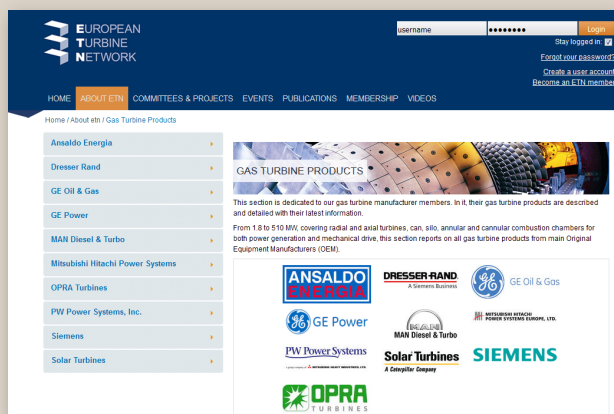 EUROPEAN
TURBINE
NETWORK
username
Login
Stay logged in:
Forgot your password?
Create a user account
Become an ETN member
HOME ABOUT ETN COMMITTEES & PROJECTS EVENTS PUBLICATIONS MEMBERSHIP VIDEOS
Home / About etn / Gas Turbine Products
Ansaldo Energia
Dresser Rand
GE Oil & Gas
GE Power
MAN Diesel & Turbo
Mitsubishi Hitachi Power Systems
OPRA Turbines
PW Power Systems, Inc.
Siemens
Solar Turbines
GAS TURBINE PRODUCTS
This section is dedicated to our gas turbine manufacturer members. In it, their gas turbine products are described
and detailed with their latest information.
From 1.8 to 510 MW, covering radial and axial turbines, can, silo, annular and cannular combustion chambers for
both power generation and mechanical drive, this section reports on all gas turbine products from main Original
Equipment Manufacturers (OEM).
ANSALDO
ENERGIA
DRESSER-RAND.
A Siemens Business
GE Oil & Gas
GE Power
MAN
MAN Diesel & Turbo
MITSUBISHI HITACHI
POWER SYSTEMS EUROPE, LTD.
PW Power Systems
Solar Turbines
A Caterpillar Company
SIEMENS
OPRA
TURBINES